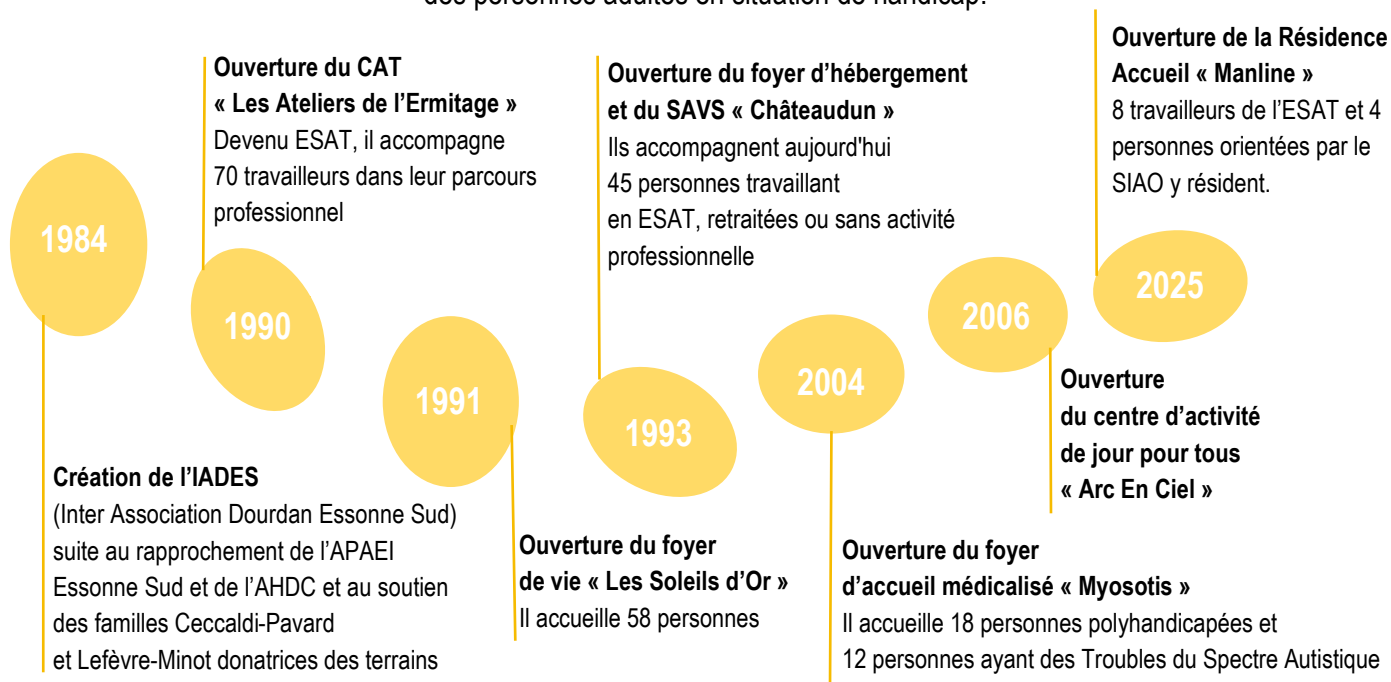 des personnes adultes en situation de handicap.
1984
Création de l’IADES
(Inter Association Dourdan Essonne Sud)
suite au rapprochement de l’APAEI
Essonne Sud et de l’AHDC et au soutien
des familles Ceccaldi-Pavard
et Lefèvre-Minot donatrices des terrains
Ouverture du CAT
« Les Ateliers de l’Ermitage »
Devenu ESAT, il accompagne
70 travailleurs dans leur parcours
professionnel
1990
1991
Ouverture du foyer
de vie « Les Soleils d’Or »
Il accueille 58 personnes
Ouverture du foyer d’hébergement
et du SAVS « Châteaudun »
Ils accompagnent aujourd'hui
45 personnes travaillant
en ESAT, retraitées ou sans activité
professionnelle
1993
2004
Ouverture du foyer
d’accueil médicalisé « Myosotis »
Il accueille 18 personnes polyhandicapées et
12 personnes ayant des Troubles du Spectre Autistique
2006
Ouverture
du centre d’activité
de jour pour tous
« Arc En Ciel »
Ouverture de la Résidence
Accueil « Manline »
8 travailleurs de l’ESAT et 4
personnes orientées par le
SIAO y résident.
2025